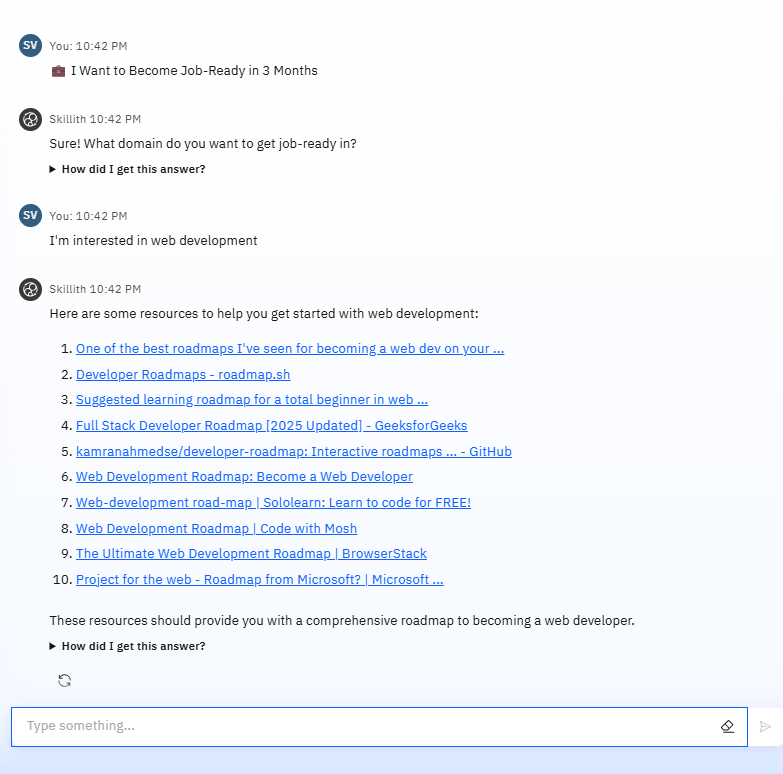 SV You: 10:42 PM
💼 I Want to Become Job-Ready in 3 Months
Skillith 10:42 PM
Sure! What domain do you want to get job-ready in?
▶ How did I get this answer?
SV You: 10:42 PM
I'm interested in web development
Skillith 10:42 PM
Here are some resources to help you get started with web development:
1. One of the best roadmaps I've seen for becoming a web dev on your ...
2. Developer Roadmaps - roadmap.sh
3. Suggested learning roadmap for a total beginner in web ...
4. Full Stack Developer Roadmap [2025 Updated] - GeeksforGeeks
5. kamranahmedse/developer-roadmap: Interactive roadmaps ... - GitHub
6. Web Development Roadmap: Become a Web Developer
7. Web-development road-map | Sololearn: Learn to code for FREE!
8. Web Development Roadmap | Code with Mosh
9. The Ultimate Web Development Roadmap | BrowserStack
10. Project for the web - Roadmap from Microsoft? | Microsoft ...
These resources should provide you with a comprehensive roadmap to becoming a web developer.
▶ How did I get this answer?
Type something...